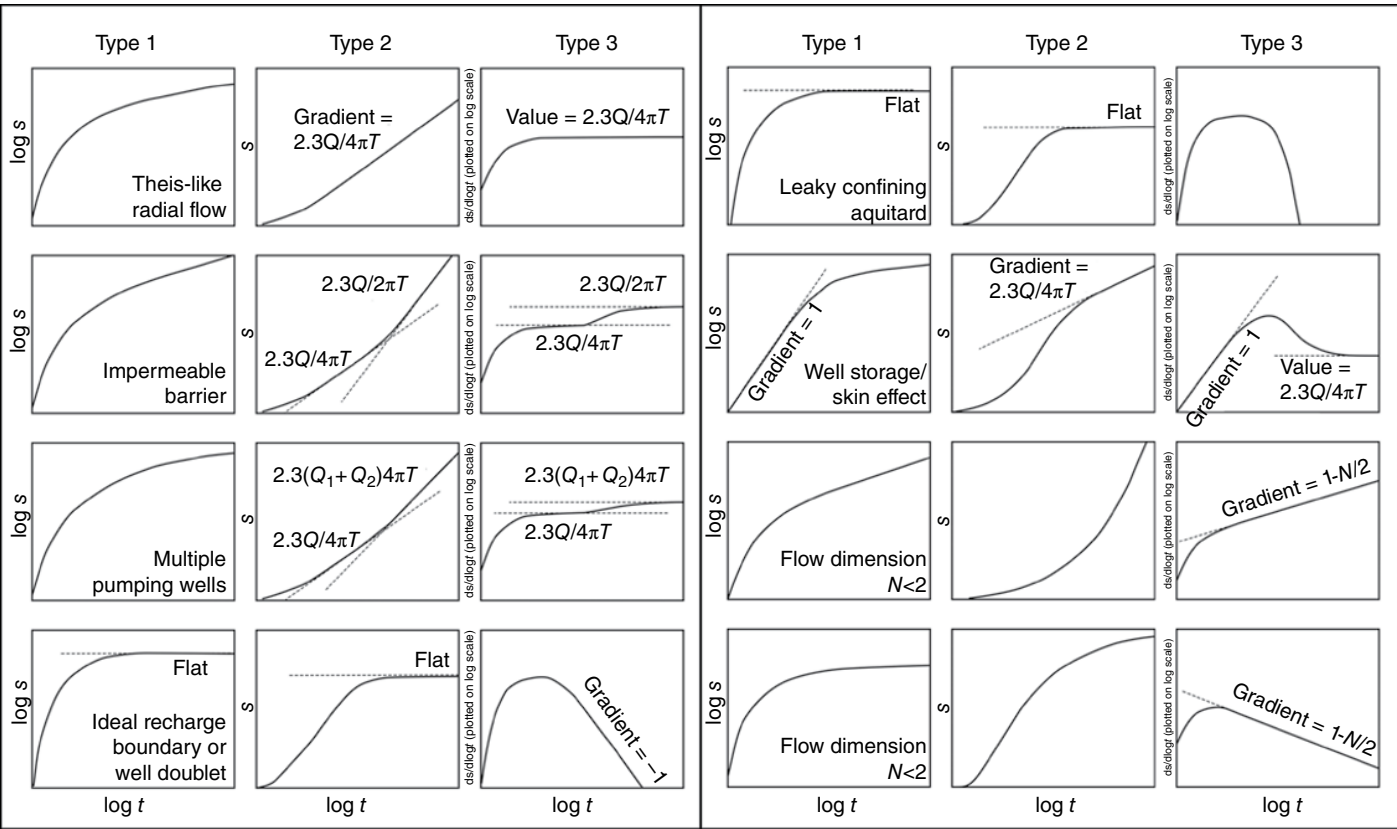 Type 1
Type 2
Type 3
log s
Theis-like
radial flow
s
Gradient =
2.3Q/4πT
ds/dlogt (plotted on log scale)
Value = 2.3Q/4πT
log s
Impermeable
barrier
s
2.3Q/2πT
2.3Q/4πT
ds/dlogt (plotted on log scale)
2.3Q/2πT
2.3Q/4πT
log s
Multiple
pumping wells
s
2.3(Q₁+Q₂)4πT
2.3Q/4πT
ds/dlogt (plotted on log scale)
2.3(Q₁+Q₂)4πT
2.3Q/4πT
log s
Flat
Ideal recharge
boundary or
well doublet
s
Flat
ds/dlogt (plotted on log scale)
Gradient = –1
log t
log t
log t
Type 1
Type 2
Type 3
log s
Flat
Leaky confining
aquitard
s
Flat
ds/dlogt (plotted on log scale)
log s
Gradient = 1
Well storage/
skin effect
s
Gradient =
2.3Q/4πT
ds/dlogt (plotted on log scale)
Gradient = 1
Value =
2.3Q/4πT
log s
Flow dimension
N<2
s
ds/dlogt (plotted on log scale)
Gradient = 1-N/2
log s
Flow dimension
N<2
s
ds/dlogt (plotted on log scale)
Gradient = 1-N/2
log t
log t
log t